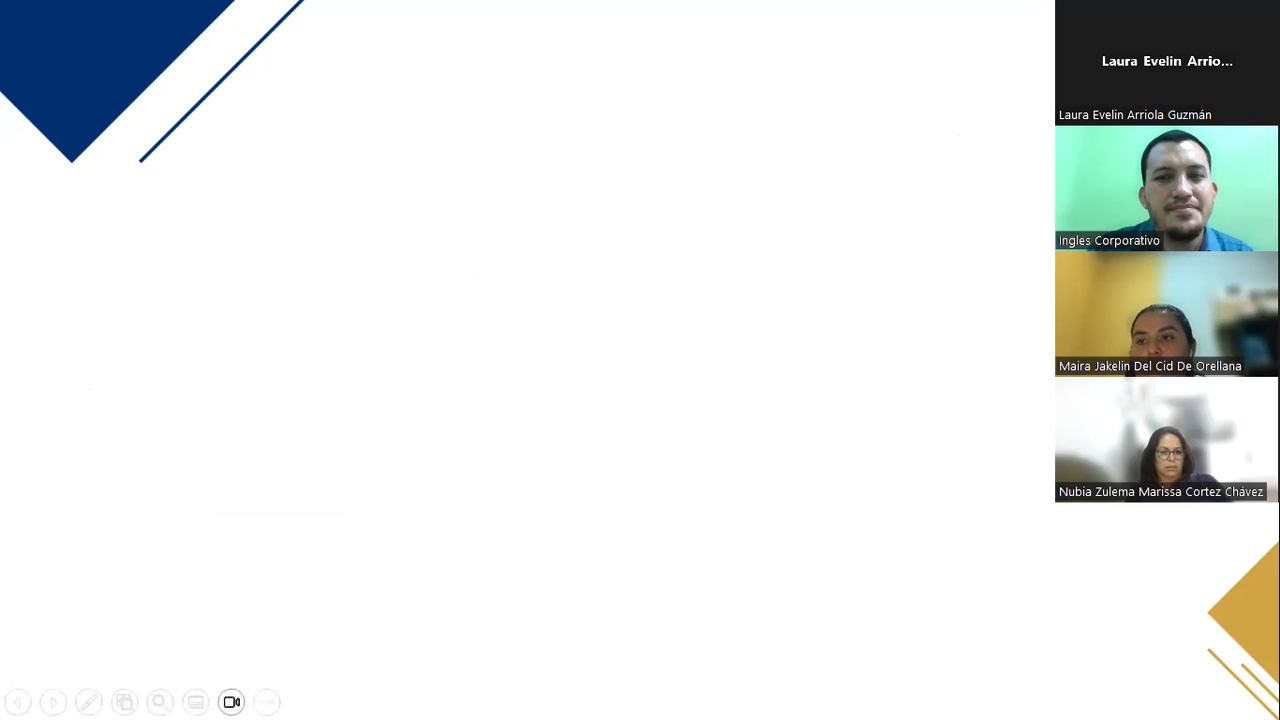 Laura Evelin Arrio...
Laura Evelin Arriola Guzmán
Ingles Corporativo
Maira Jakelin Del Cid De Orellana
Nubia Zulema Marissa Cortez Chávez